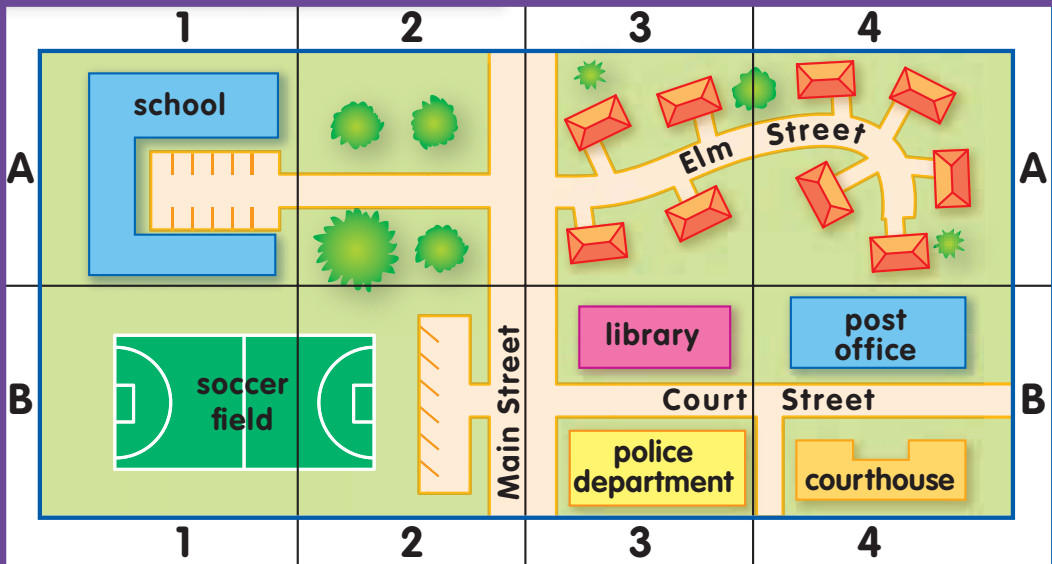 1 2 3 4
school
Elm Street
A A
Main Street
library
post
office
soccer
field
Court Street
B B
police
department
courthouse
1 2 3 4